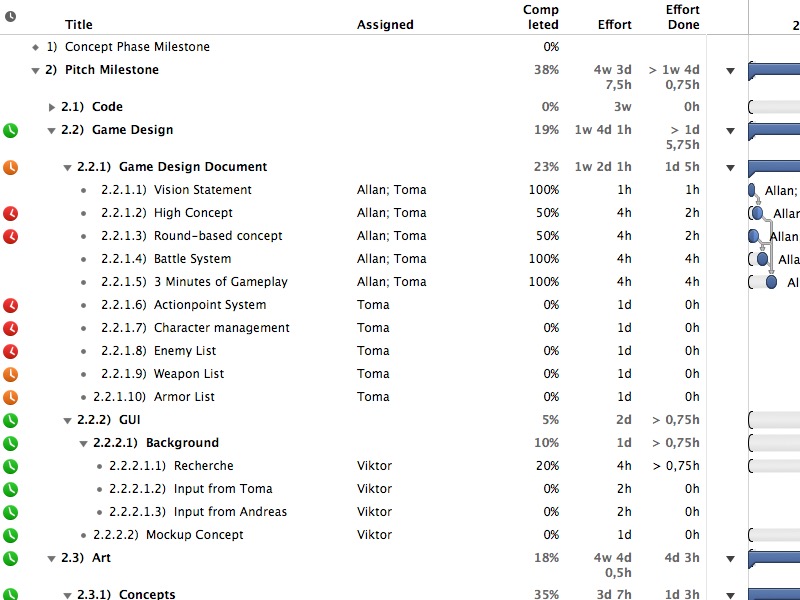 Title Assigned Comp leted Effort Effort Done 2
1) Concept Phase Milestone 0%
2) Pitch Milestone 38% 4w 3d 7,5h > 1w 4d 0,75h
2.1) Code 0% 3w 0h
2.2) Game Design 19% 1w 4d 1h > 1d 5,75h
2.2.1) Game Design Document 23% 1w 2d 1h 1d 5h
2.2.1.1) Vision Statement Allan; Toma 100% 1h 1h Allan;
2.2.1.2) High Concept Allan; Toma 50% 4h 2h Allan
2.2.1.3) Round-based concept Allan; Toma 50% 4h 2h Allan
2.2.1.4) Battle System Allan; Toma 100% 4h 4h Alla
2.2.1.5) 3 Minutes of Gameplay Allan; Toma 100% 4h 4h Al
2.2.1.6) Actionpoint System Toma 0% 1d 0h
2.2.1.7) Character management Toma 0% 1d 0h
2.2.1.8) Enemy List Toma 0% 1d 0h
2.2.1.9) Weapon List Toma 0% 1d 0h
2.2.1.10) Armor List Toma 0% 1d 0h
2.2.2) GUI 5% 2d > 0,75h
2.2.2.1) Background 10% 1d > 0,75h
2.2.2.1.1) Recherche Viktor 20% 4h > 0,75h
2.2.2.1.2) Input from Toma Viktor 0% 2h 0h
2.2.2.1.3) Input from Andreas Viktor 0% 2h 0h
2.2.2.2) Mockup Concept Viktor 0% 1d 0h
2.3) Art 18% 4w 4d 0,5h 4d 3h
2.3.1) Concepts 35% 3d 7h 1d 3h